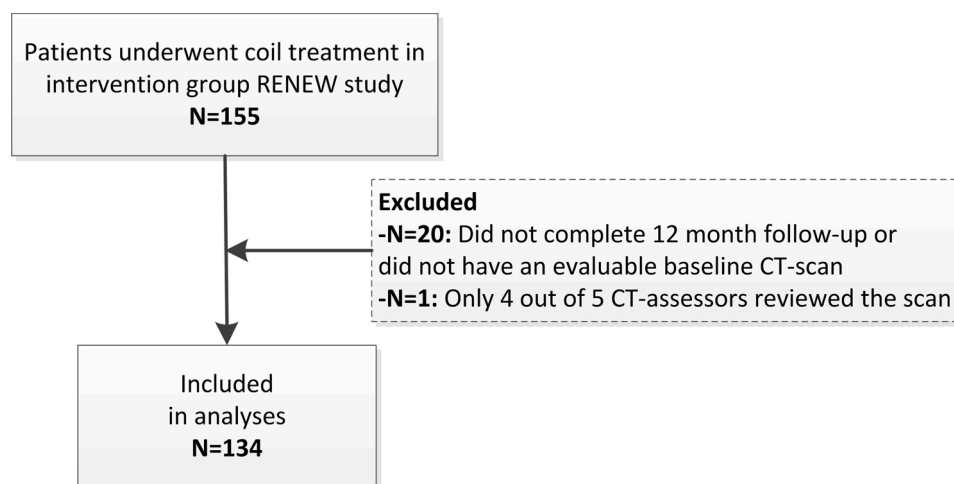 Patients underwent coil treatment in
intervention group RENEW study
N=155
Excluded
-N=20: Did not complete 12 month follow-up or
did not have an evaluable baseline CT-scan
-N=1: Only 4 out of 5 CT-assessors reviewed the scan
Included
in analyses
N=134